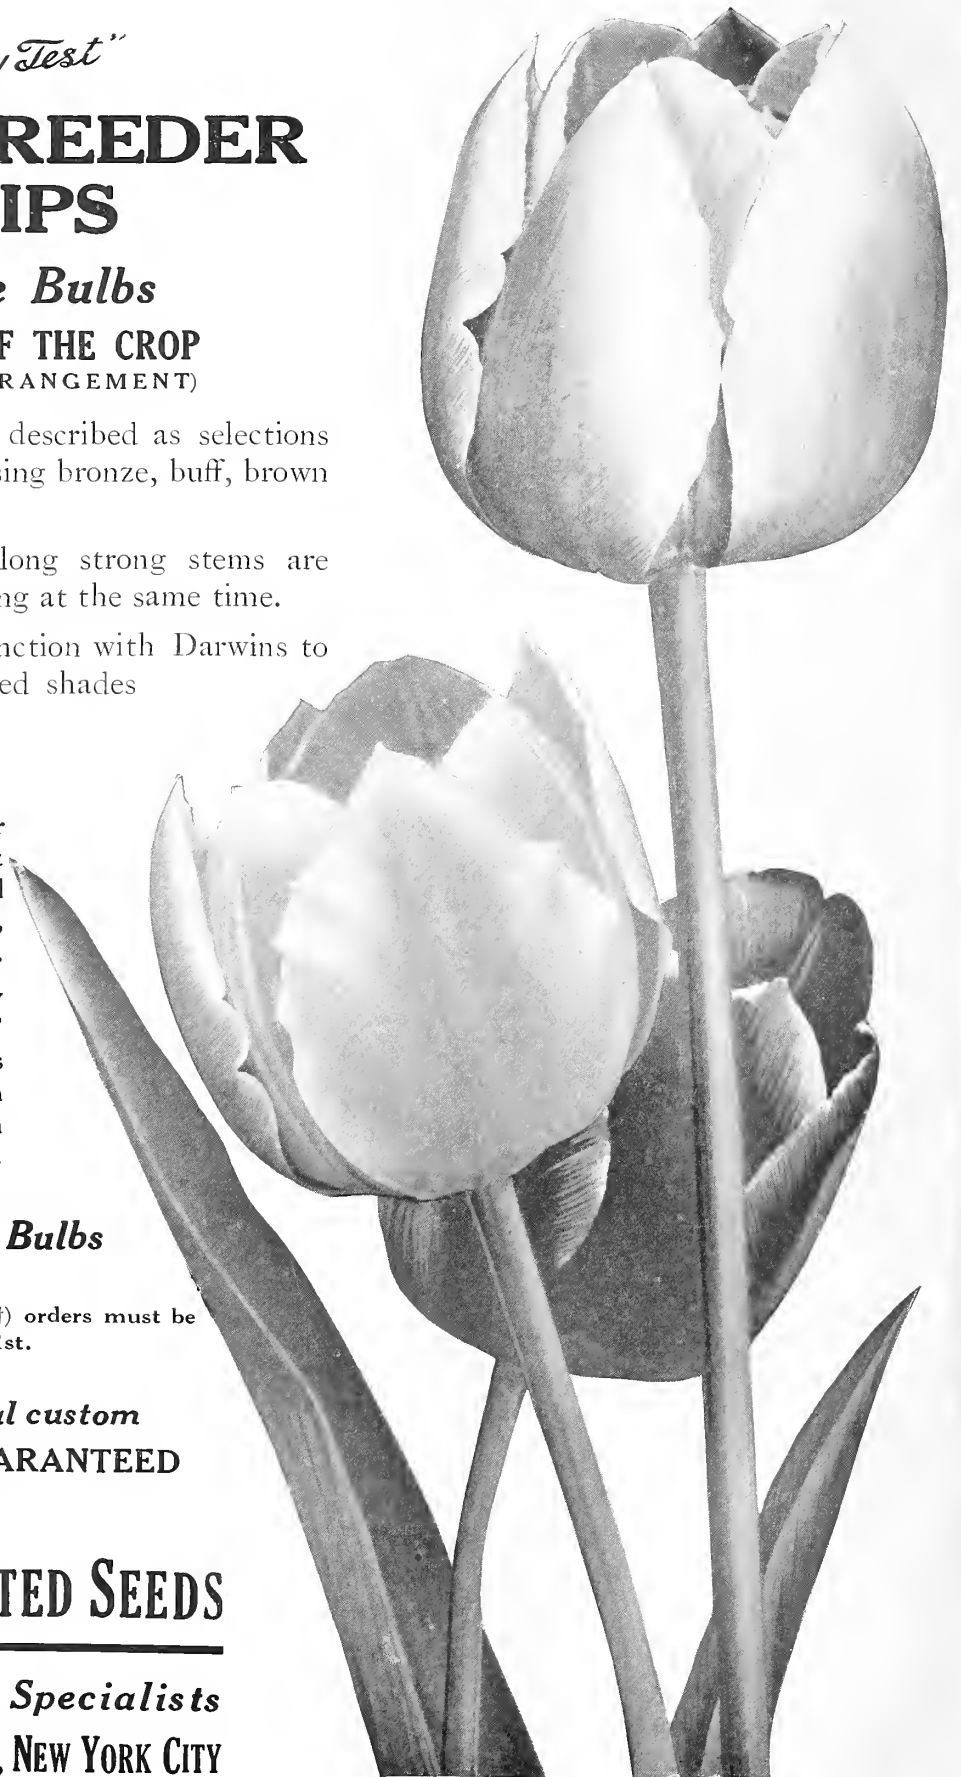 Test"
REEDER
IPS
Bulbs
F THE CROP
RANGEMENT)
described as selections
sing bronze, buff, brown
long strong stems are
ng at the same time.
nction with Darwins to
ed shades
r
t
d
,
.
,
.
s
n
n
.
Bulbs
) orders must be
1st.
al custom
ARANTEED
TED SEEDS
Specialists
, NEW YORK CITY